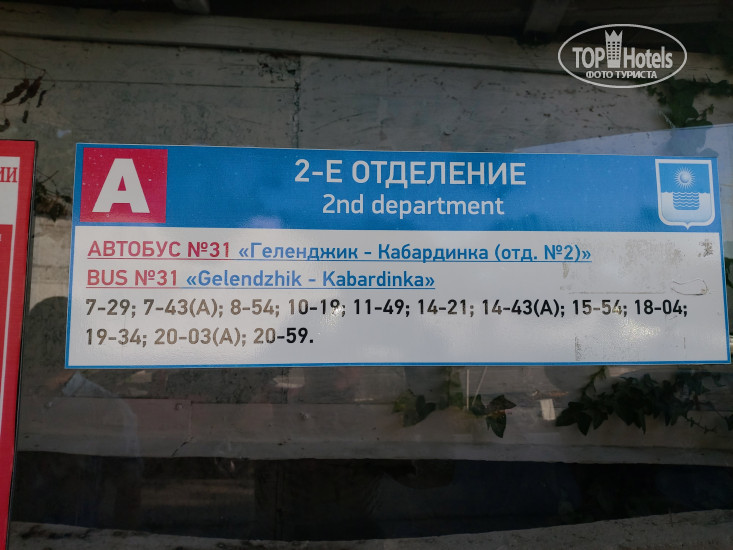 TOP Hotels
ФОТО ТУРИСТА
ИИ
А
2-Е ОТДЕЛЕНИЕ
2nd department
АВТОБУС №31 «Геленджик - Кабардинка (отд. №2)»
BUS №31 «Gelendzhik - Kabardinka»
7-29; 7-43(А); 8-54; 10-19; 11-49; 14-21; 14-43(А); 15-54; 18-04;
19-34; 20-03(А); 20-59.